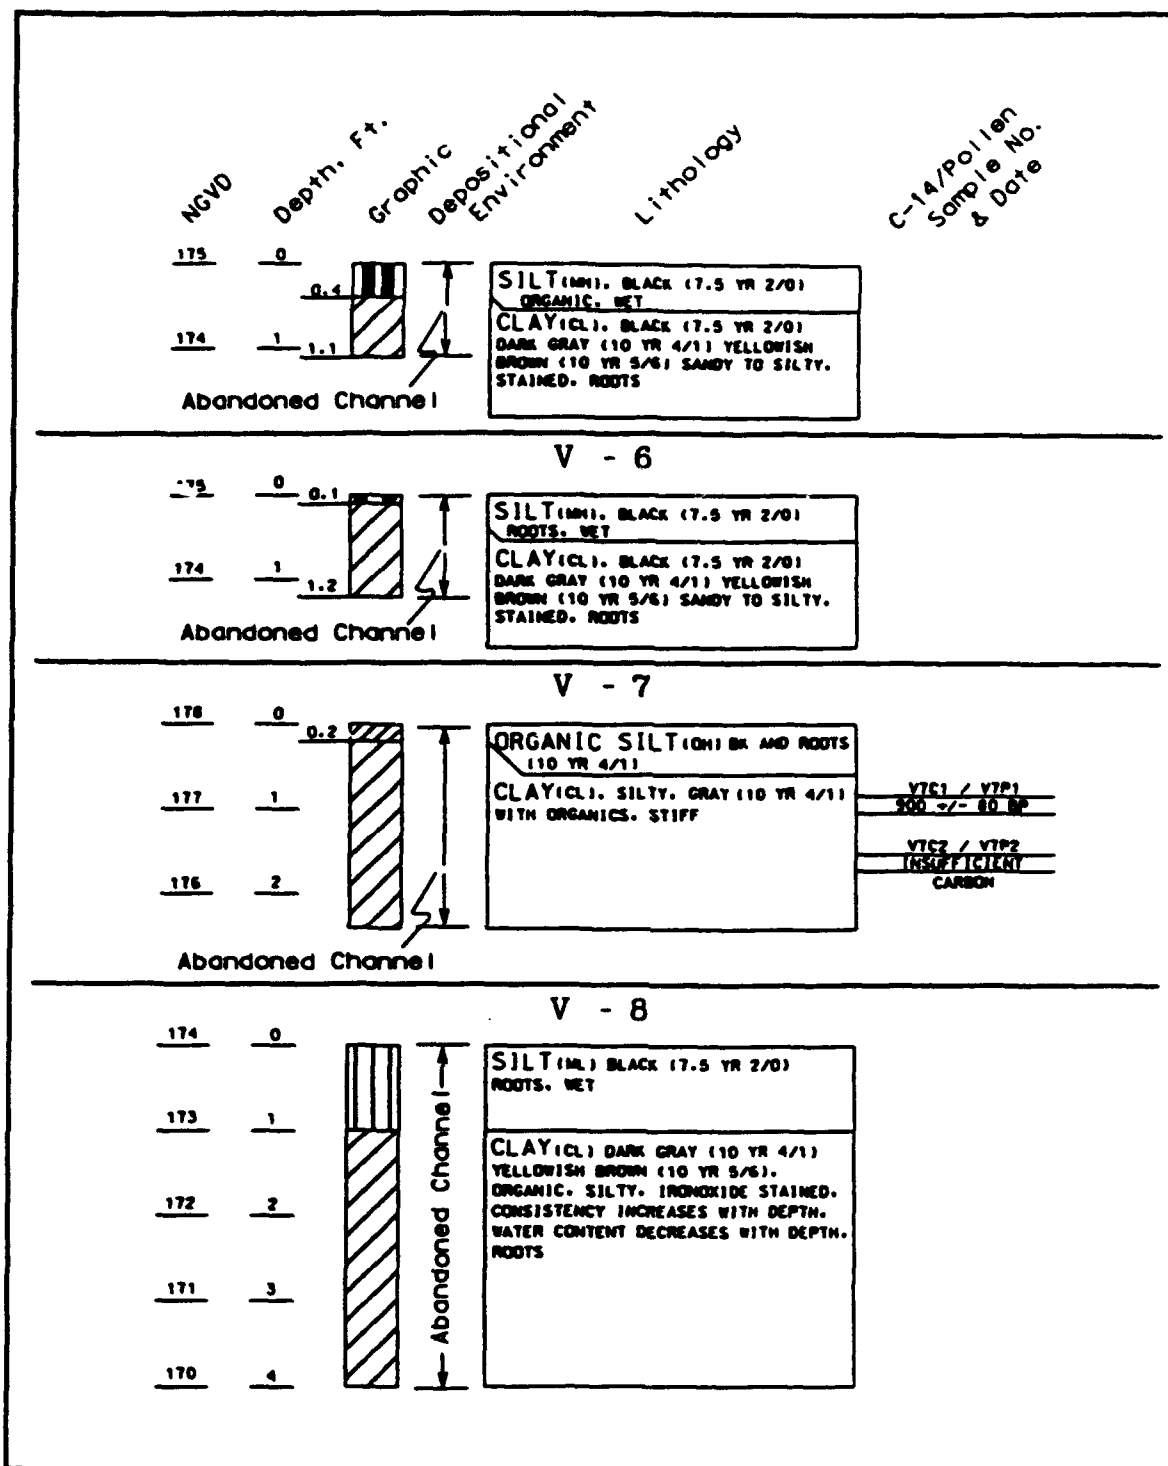 NGVD
Depth, Ft.
Graphic
Depositional
Environment
Lithology
C-14/Pollen
Sample No.
& Date
175 0
0.4
174 1
1.1
SILT(MH). BLACK (7.5 YR 2/0)
ORGANIC. WET
CLAY(CL). BLACK (7.5 YR 2/0)
DARK GRAY (10 YR 4/1) YELLOWISH
BROWN (10 YR 5/6) SANDY TO SILTY.
STAINED. ROOTS
Abandoned Channel
V - 6
175 0
0.1
174 1
1.2
SILT(MH). BLACK (7.5 YR 2/0)
ROOTS. WET
CLAY(CL). BLACK (7.5 YR 2/0)
DARK GRAY (10 YR 4/1) YELLOWISH
BROWN (10 YR 5/6) SANDY TO SILTY.
STAINED. ROOTS
Abandoned Channel
V - 7
178 0
0.2
177 1
176 2
ORGANIC SILT(OH) BK AND ROOTS
(10 YR 4/1)
CLAY(CL). SILTY. GRAY (10 YR 4/1)
WITH ORGANICS. STIFF
V7C1 / V7P1
900 +/- 80 BP
V7C2 / V7P2
INSUFFICIENT
CARBON
Abandoned Channel
V - 8
174 0
173 1
172 2
171 3
170 4
Abandoned Channel
SILT(ML) BLACK (7.5 YR 2/0)
ROOTS. WET
CLAY(CL) DARK GRAY (10 YR 4/1)
YELLOWISH BROWN (10 YR 5/6).
ORGANIC. SILTY. IRONOXIDE STAINED.
CONSISTENCY INCREASES WITH DEPTH.
WATER CONTENT DECREASES WITH DEPTH.
ROOTS